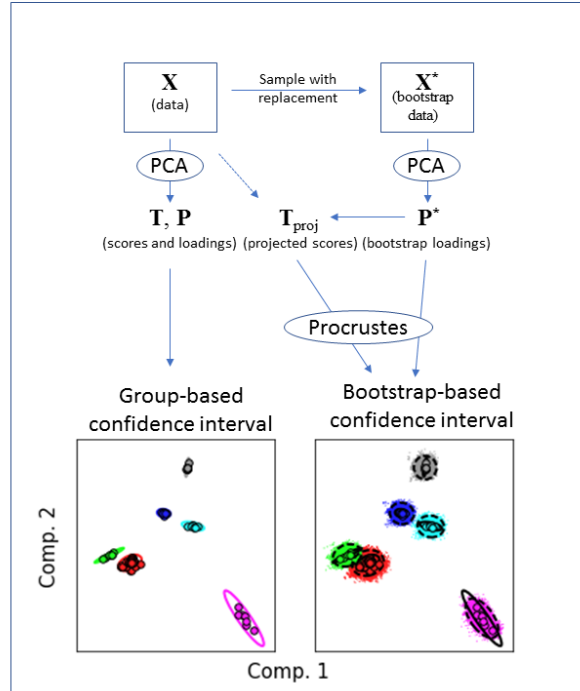 X
(data)
Sample with
replacement
X*
(bootstrap
data)
PCA
PCA
T, P
(scores and loadings)
Tproj
(projected scores)
P*
(bootstrap loadings)
Procrustes
Group-based
confidence interval
Bootstrap-based
confidence interval
Comp. 2
Comp. 1